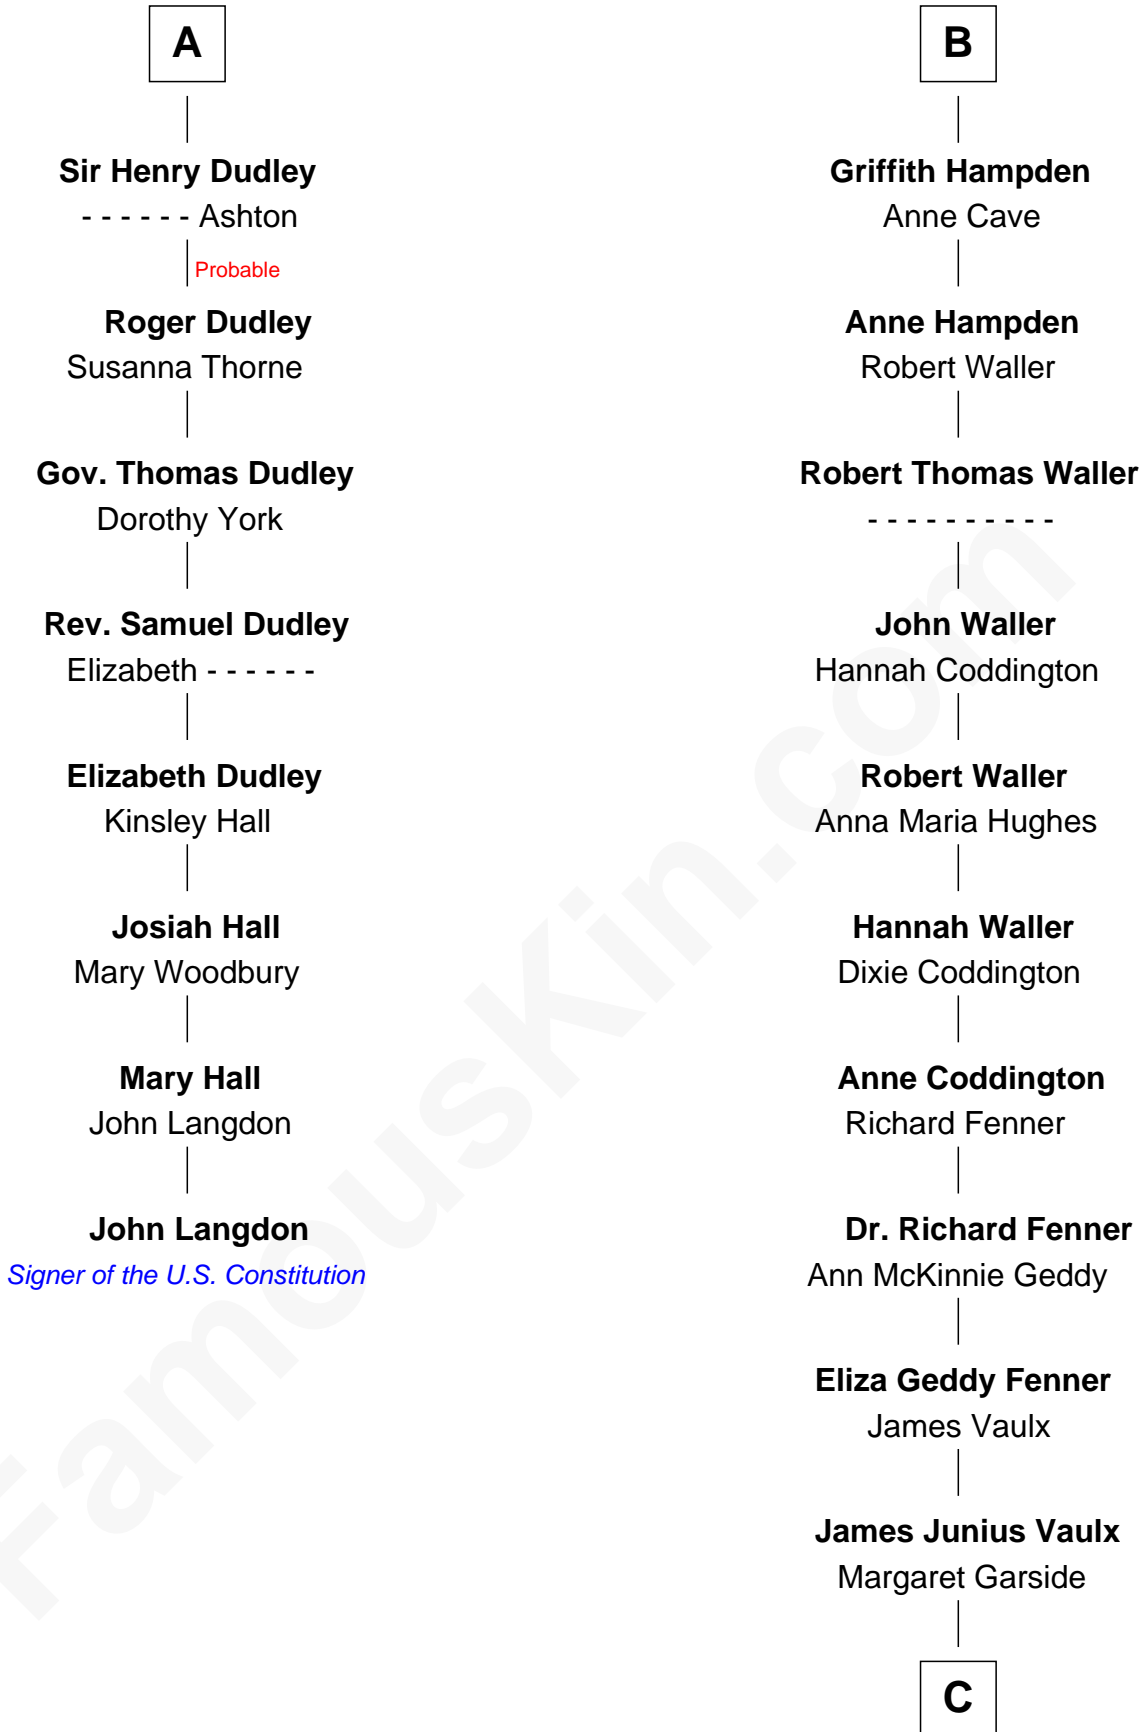 A
Sir Henry Dudley
- - - - - - Ashton
Probable
Roger Dudley
Susanna Thorne
Gov. Thomas Dudley
Dorothy York
Rev. Samuel Dudley
Elizabeth - - - - - -
Elizabeth Dudley
Kinsley Hall
Josiah Hall
Mary Woodbury
Mary Hall
John Langdon
John Langdon
Signer of the U.S. Constitution
B
Griffith Hampden
Anne Cave
Anne Hampden
Robert Waller
Robert Thomas Waller
- - - - - - - - - -
John Waller
Hannah Coddington
Robert Waller
Anna Maria Hughes
Hannah Waller
Dixie Coddington
Anne Coddington
Richard Fenner
Dr. Richard Fenner
Ann McKinnie Geddy
Eliza Geddy Fenner
James Vaulx
James Junius Vaulx
Margaret Garside
C
FamousKin.com